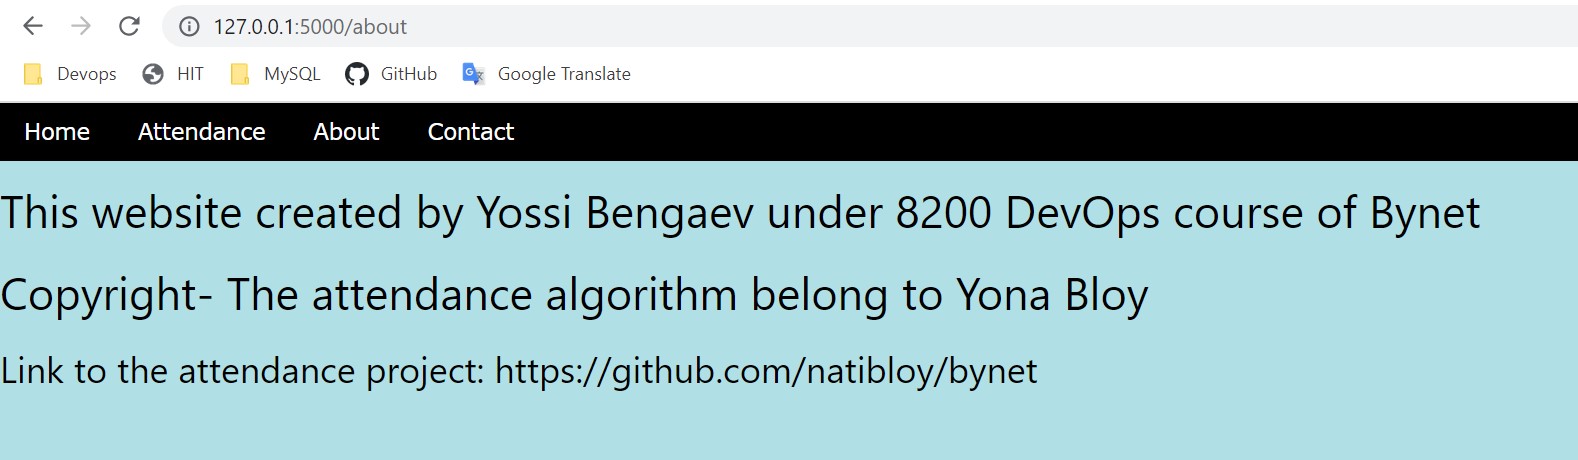 127.0.0.1:5000/about
Devops HIT MySQL GitHub Google Translate
Home Attendance About Contact
This website created by Yossi Bengaev under 8200 DevOps course of Bynet
Copyright- The attendance algorithm belong to Yona Bloy
Link to the attendance project: https://github.com/natibloy/bynet